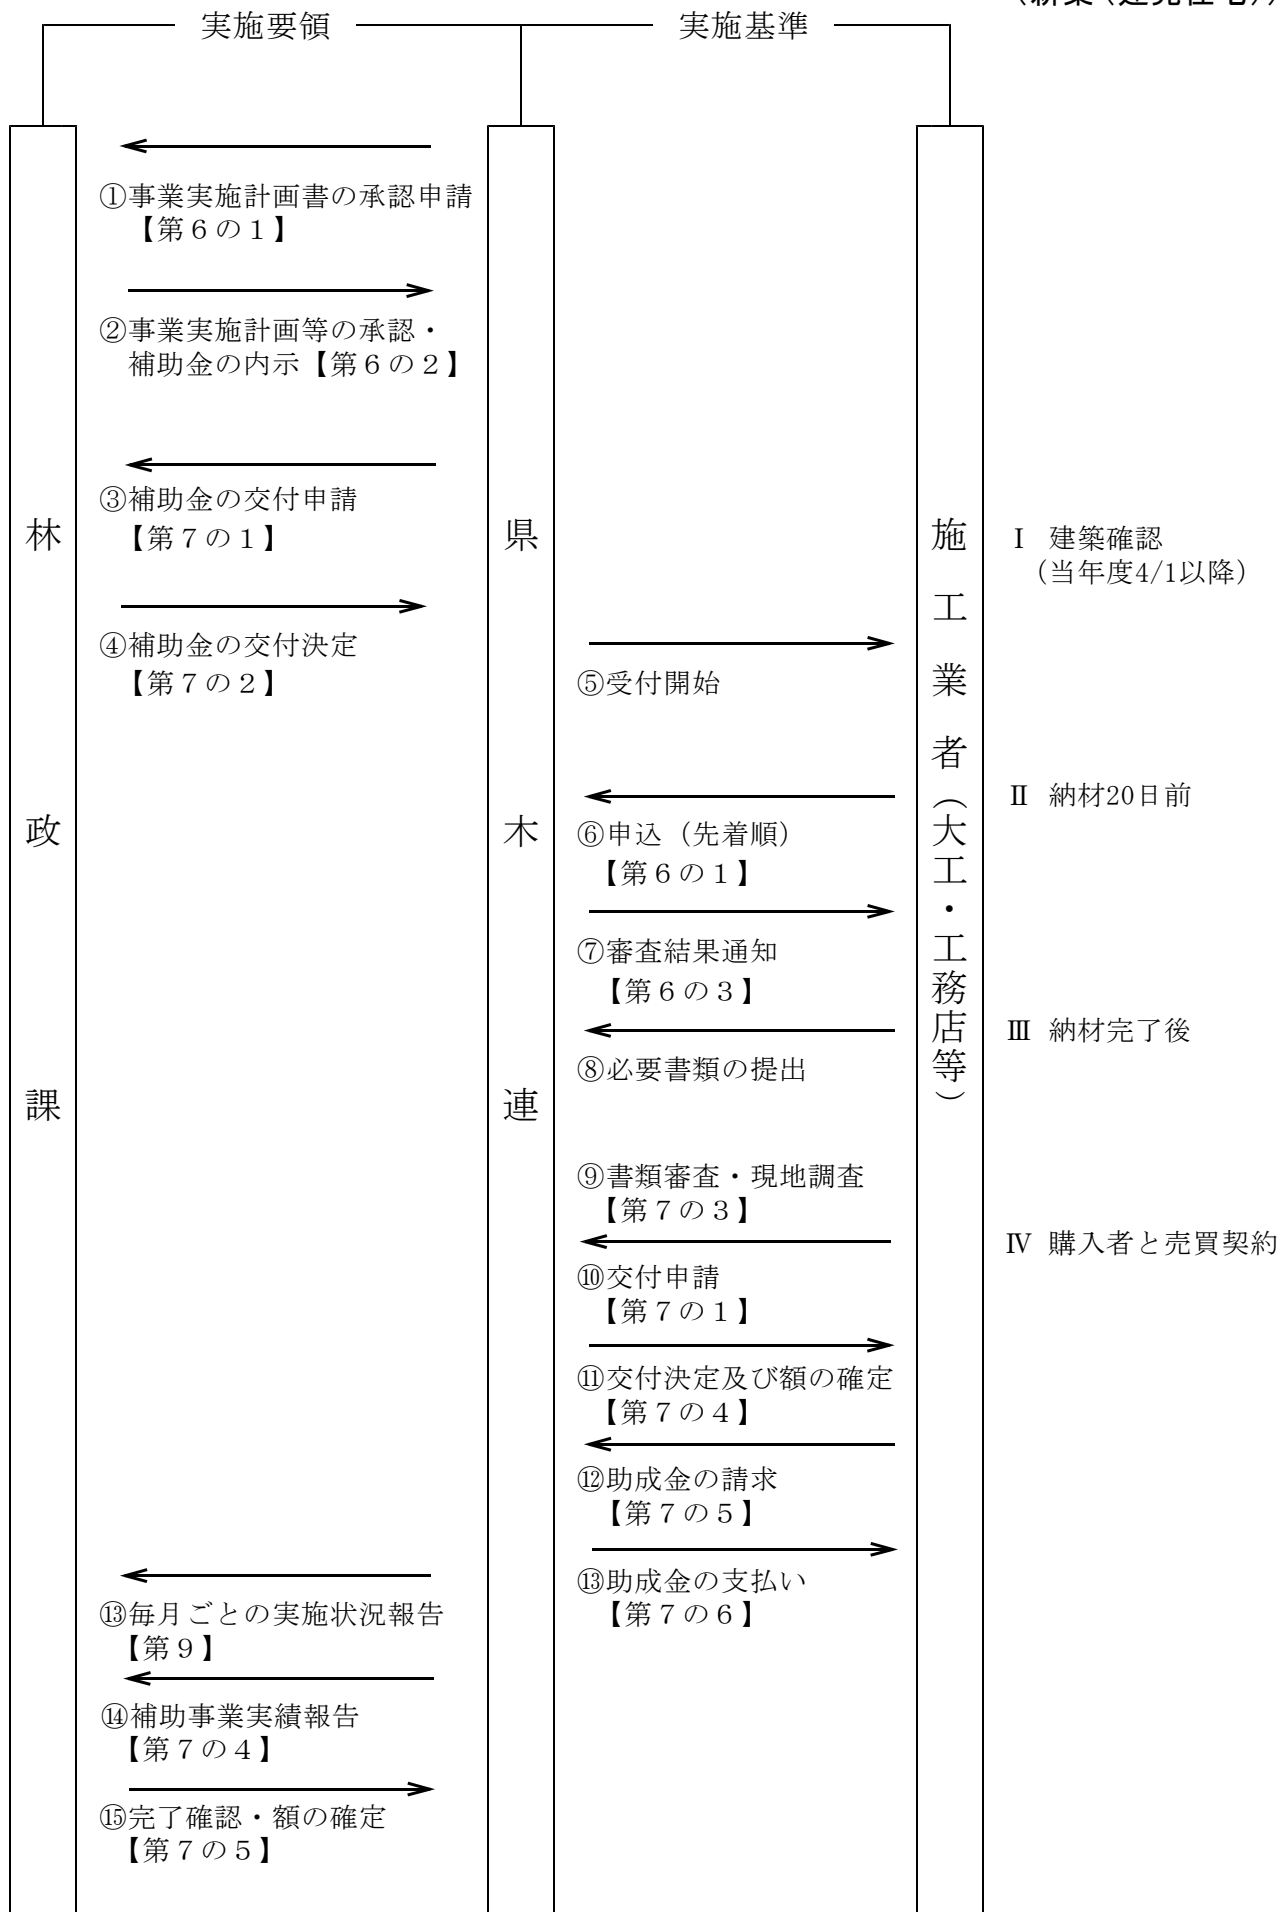 実施要領
実施基準
林政課
県木連
施工業者（大工・工務店等）
①事業実施計画書の承認申請
【第６の１】
②事業実施計画等の承認・
補助金の内示【第６の２】
③補助金の交付申請
【第７の１】
④補助金の交付決定
【第７の２】
⑤受付開始
⑥申込（先着順）
【第６の１】
⑦審査結果通知
【第６の３】
⑧必要書類の提出
⑨書類審査・現地調査
【第７の３】
⑩交付申請
【第７の１】
⑪交付決定及び額の確定
【第７の４】
⑫助成金の請求
【第７の５】
⑬助成金の支払い
【第７の６】
⑬毎月ごとの実施状況報告
【第９】
⑭補助事業実績報告
【第７の４】
⑮完了確認・額の確定
【第７の５】
Ⅰ 建築確認
（当年度4/1以降）
Ⅱ 納材20日前
Ⅲ 納材完了後
Ⅳ 購入者と売買契約